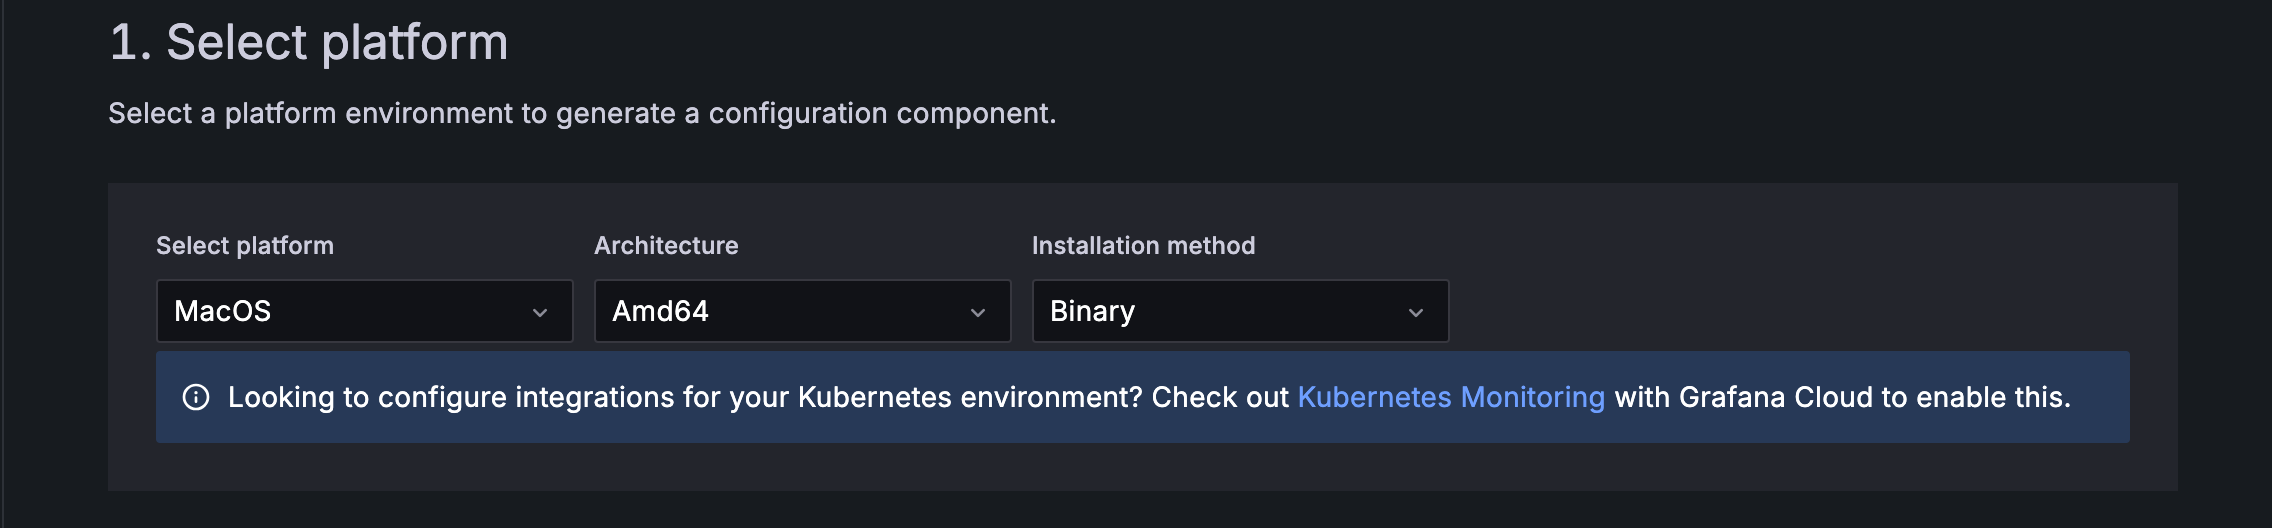 1. Select platform
Select a platform environment to generate a configuration component.
Select platform
Architecture
Installation method
MacOS
Amd64
Binary
Looking to configure integrations for your Kubernetes environment? Check out Kubernetes Monitoring with Grafana Cloud to enable this.